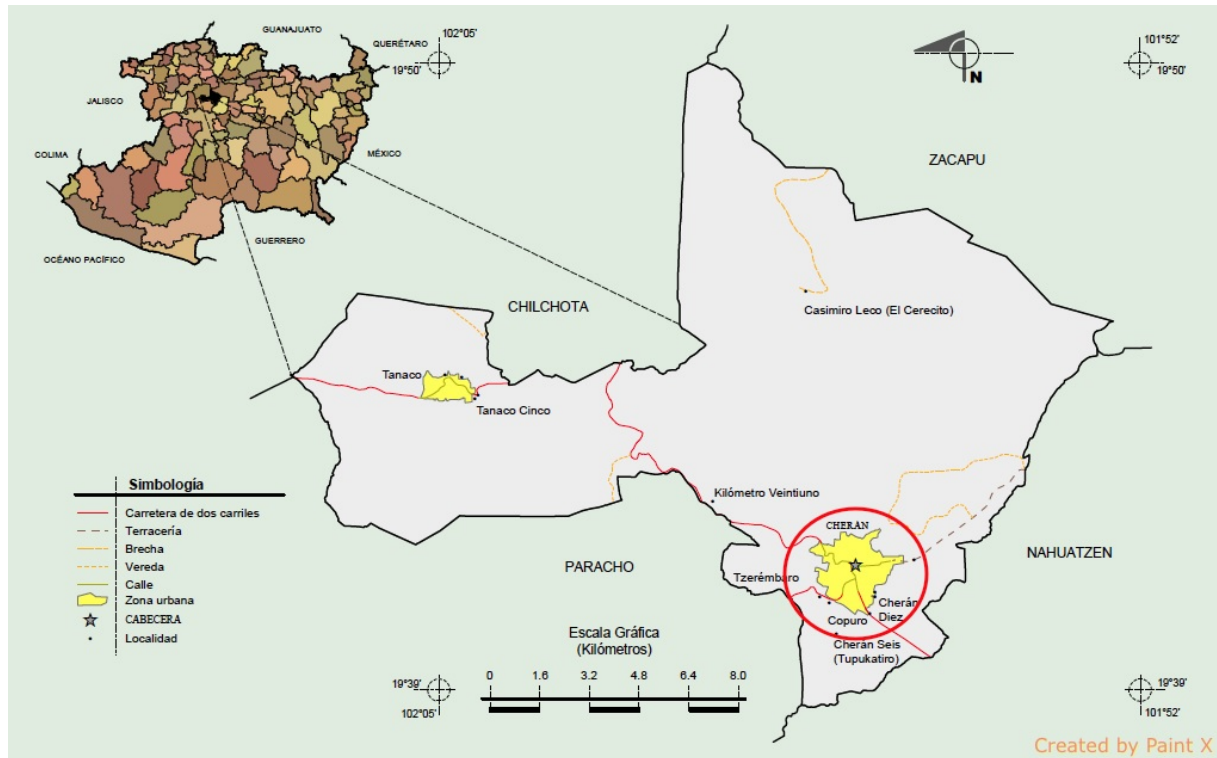 GUANAJUATO
QUERÉTARO
JALISCO
COLIMA
MÉXICO
GUERRERO
OCÉANO PACÍFICO
102°05'
19°50'
N
101°52'
19°50'
ZACAPU
CHILCHOTA
Casimiro Leco (El Cerecito)
Tanaco
Tanaco Cinco
Kilómetro Veintiuno
CHERÁN
NAHUATZEN
PARACHO
Tzerémbaro
Cherán
Diez
Copuro
Cherán Seis
(Tupukatiro)
Simbología
Carretera de dos carriles
Terracería
Brecha
Vereda
Calle
Zona urbana
CABECERA
Localidad
Escala Gráfica
(Kilómetros)
0 1.6 3.2 4.8 6.4 8.0
19°39'
102°05'
19°39'
101°52'
Created by Paint X